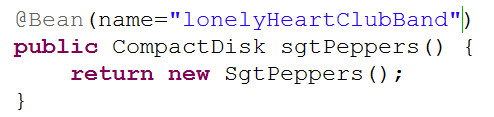 @Bean(name="lonelyHeartClubBand")
public CompactDisk sgtPeppers() {
    return new SgtPeppers();
}